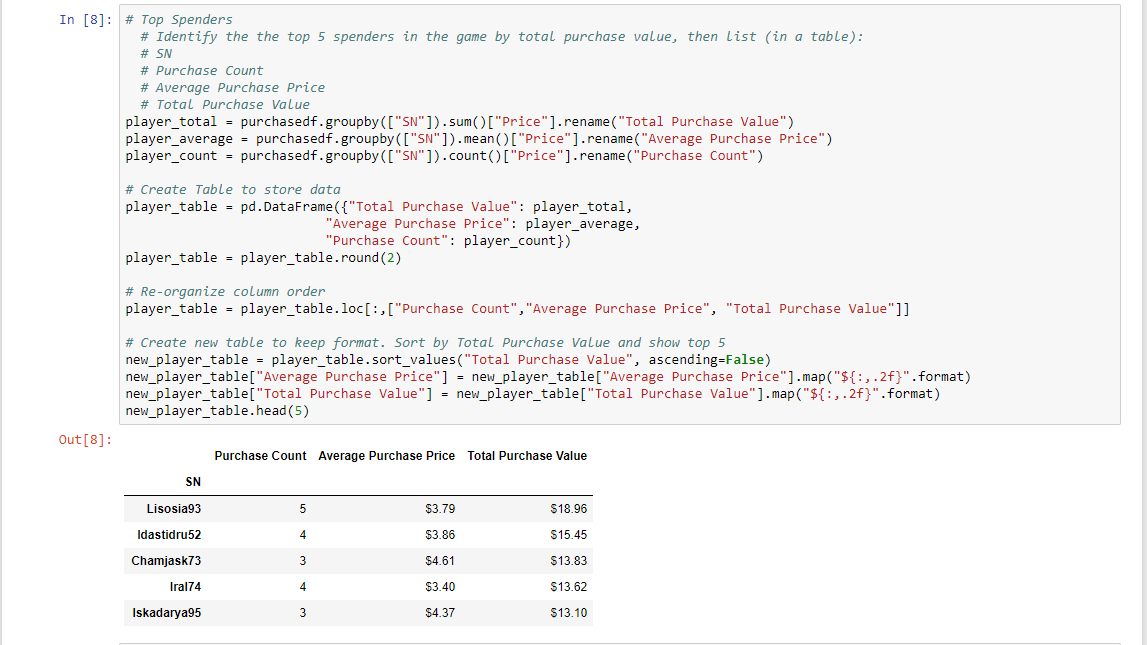 In [8]: # Top Spenders
# Identify the the top 5 spenders in the game by total purchase value, then list (in a table):
# SN
# Purchase Count
# Average Purchase Price
# Total Purchase Value
player_total = purchasedf.groupby(["SN"]).sum()["Price"].rename("Total Purchase Value")
player_average = purchasedf.groupby(["SN"]).mean()["Price"].rename("Average Purchase Price")
player_count = purchasedf.groupby(["SN"]).count()["Price"].rename("Purchase Count")
# Create Table to store data
player_table = pd.DataFrame({"Total Purchase Value": player_total,
"Average Purchase Price": player_average,
"Purchase Count": player_count})
player_table = player_table.round(2)
# Re-organize column order
player_table = player_table.loc[:,["Purchase Count","Average Purchase Price", "Total Purchase Value"]]
# Create new table to keep format. Sort by Total Purchase Value and show top 5
new_player_table = player_table.sort_values("Total Purchase Value", ascending=False)
new_player_table["Average Purchase Price"] = new_player_table["Average Purchase Price"].map("${:,.2f}".format)
new_player_table["Total Purchase Value"] = new_player_table["Total Purchase Value"].map("${:,.2f}".format)
new_player_table.head(5)
Out[8]:
Purchase Count Average Purchase Price Total Purchase Value
SN
Lisosia93 5 $3.79 $18.96
Idastidru52 4 $3.86 $15.45
Chamjask73 3 $4.61 $13.83
Iral74 4 $3.40 $13.62
Iskadarya95 3 $4.37 $13.10